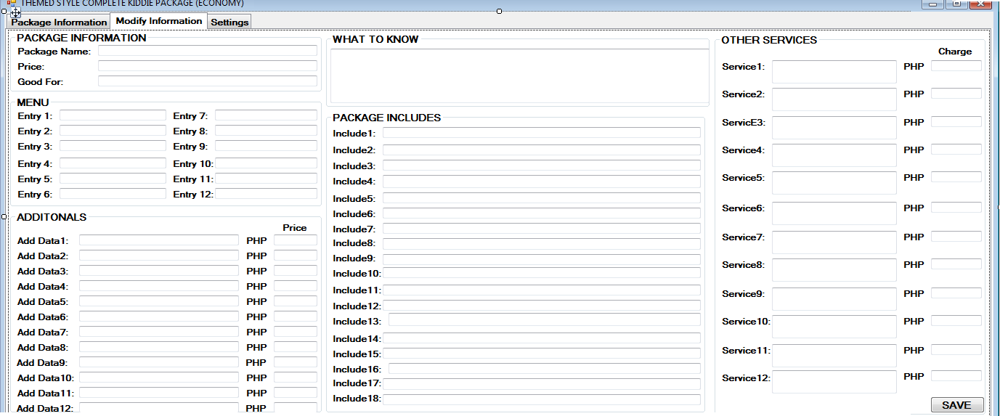 THEMED STYLE COMPLETE KIDDIE PACKAGE (ECONOMY)
Package Information Modify Information Settings
PACKAGE INFORMATION
Package Name:
Price:
Good For:
MENU
Entry 1: Entry 7:
Entry 2: Entry 8:
Entry 3: Entry 9:
Entry 4: Entry 10:
Entry 5: Entry 11:
Entry 6: Entry 12:
ADDITONALS
Price
Add Data1: PHP
Add Data2: PHP
Add Data3: PHP
Add Data4: PHP
Add Data5: PHP
Add Data6: PHP
Add Data7: PHP
Add Data8: PHP
Add Data9: PHP
Add Data10: PHP
Add Data11: PHP
Add Data12: PHP
WHAT TO KNOW
PACKAGE INCLUDES
Include1:
Include2:
Include3:
Include4:
Include5:
Include6:
Include7:
Include8:
Include9:
Include10:
Include11:
Include12:
Include13:
Include14:
Include15:
Include16:
Include17:
Include18:
OTHER SERVICES
Charge
Service1: PHP
Service2: PHP
ServicE3: PHP
Service4: PHP
Service5: PHP
Service6: PHP
Service7: PHP
Service8: PHP
Service9: PHP
Service10: PHP
Service11: PHP
Service12: PHP
SAVE